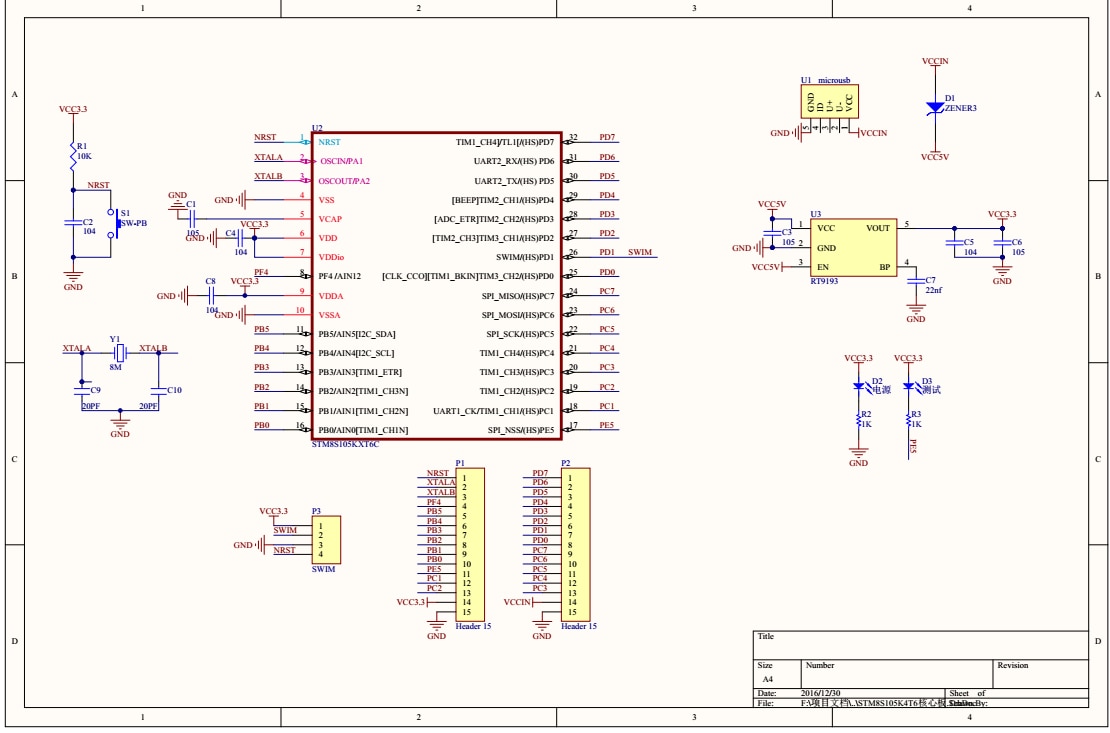 1 2 3 4
A A
B B
C C
D D
VCC3.3
R1
10K
NRST
C2
104
S1
SW-PB
GND
XTALA Y1 XTALB
8M
C9 C10
20PF 20PF
GND
GND C1
105
GND C4 VCC3.3
104
GND C8 VCC3.3
104
GND
U2
NRST 1 NRST
XTALA 2 OSCIN/PA1
XTALB 3 OSCOUT/PA2
GND 4 VSS
5 VCAP
6 VDD
7 VDDio
PF4 8 PF4/AIN12
9 VDDA
10 VSSA
PB5 11 PB5/AIN5[I2C_SDA]
PB4 12 PB4/AIN4[I2C_SCL]
PB3 13 PB3/AIN3[TIM1_ETR]
PB2 14 PB2/AIN2[TIM1_CH3N]
PB1 15 PB1/AIN1[TIM1_CH2N]
PB0 16 PB0/AIN0[TIM1_CH1N]
TIM1_CH4]/TL1[/(HS)PD7 32 PD7
UART2_RX/(HS) PD6 31 PD6
UART2_TX/(HS) PD5 30 PD5
[BEEP]TIM2_CH1/(HS)PD4 29 PD4
[ADC_ETR]TIM2_CH2/(HS)PD3 28 PD3
[TIM2_CH3]TIM3_CH1/(HS)PD2 27 PD2
SWIM/(HS)PD1 26 PD1 SWIM
[CLK_CCO][TIM1_BKIN]TIM3_CH2/(HS)PD0 25 PD0
SPI_MISO/(HS)PC7 24 PC7
SPI_MOSI/(HS)PC6 23 PC6
SPI_SCK/(HS)PC5 22 PC5
TIM1_CH4/(HS)PC4 21 PC4
TIM1_CH3/(HS)PC3 20 PC3
TIM1_CH2/(HS)PC2 19 PC2
UART1_CK/TIM1_CH1/(HS)PC1 18 PC1
SPI_NSS/(HS)PE5 17 PE5
STM8S105KXT6C
U1 microusb
GND
ID
U+
U-
VCC
5 4 3 2 1
GND VCCIN
VCCIN
D1
ZENER3
VCC5V
VCC5V
C3
105
GND
VCC5V
U3
1 VCC VOUT 5
2 GND
3 EN BP 4
RT9193
VCC3.3
C5 C6
104 105
GND
C7
22nf
GND
VCC3.3 VCC3.3
D2 D3
电源 测试
R2 R3
1K 1K
GND PE5
P3
VCC3.3 1
SWIM 2
GND 3
NRST 4
SWIM
P1
NRST 1
XTALA 2
XTALB 3
PF4 4
PB5 5
PB4 6
PB3 7
PB2 8
PB1 9
PB0 10
PE5 11
PC1 12
PC2 13
VCC3.3 14
15
GND Header 15
P2
PD7 1
PD6 2
PD5 3
PD4 4
PD3 5
PD2 6
PD1 7
PD0 8
PC7 9
PC6 10
PC5 11
PC4 12
PC3 13
VCCIN 14
15
GND Header 15
Title
Size Number Revision
A4
Date: 2016/12/30 Sheet of
File: F:\项目文档\..\STM8S105K4T6核心板 By:
1 2 3 4